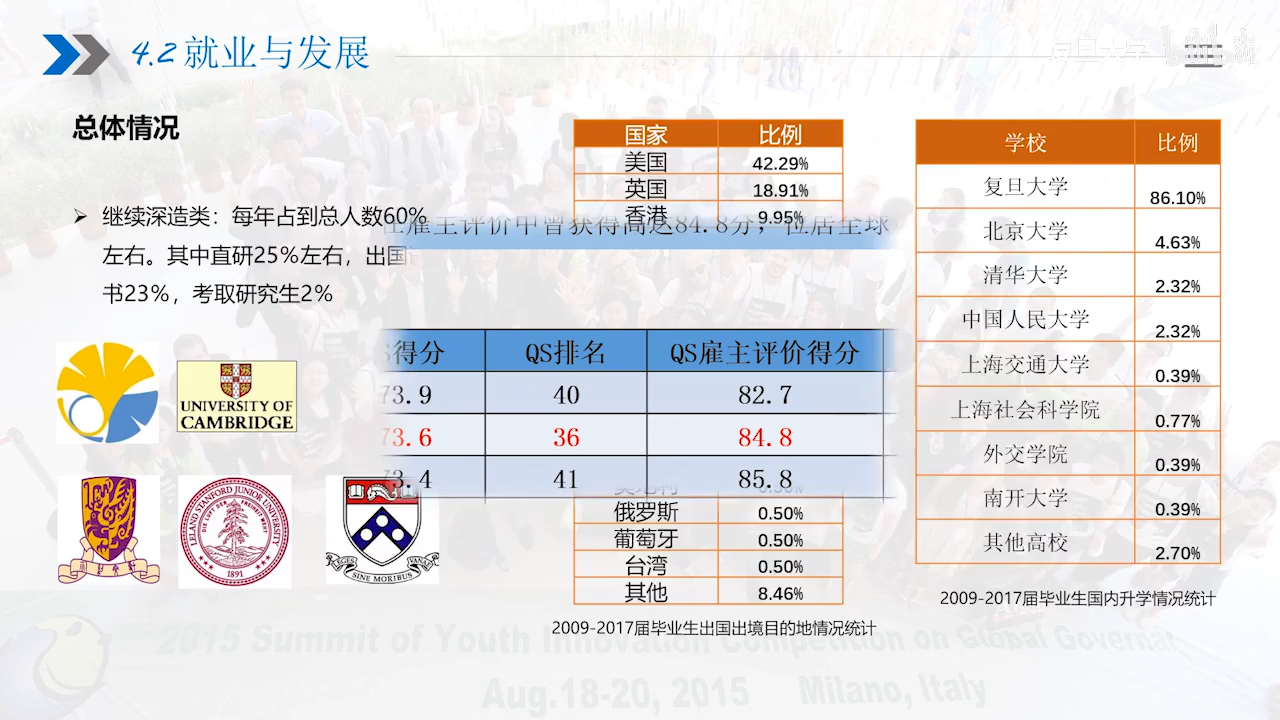 4.2 就业与发展
复旦大学
总体情况
继续深造类：每年占到总人数60%
左右。其中直研25%左右，出国
书23%，考取研究生2%
UNIVERSITY OF
CAMBRIDGE
LELAND STANFORD JUNIOR UNIVERSITY
1891
SINE MORIBUS
国家 比例
美国 42.29%
英国 18.91%
香港 9.95%
雇主评价中曾获得高达84.8分，位居全球
得分 QS排名 QS雇主评价得分
73.9 40 82.7
73.6 36 84.8
73.4 41 85.8
俄罗斯 0.50%
葡萄牙 0.50%
台湾 0.50%
其他 8.46%
2009-2017届毕业生出国出境目的地情况统计
学校 比例
复旦大学 86.10%
北京大学 4.63%
清华大学 2.32%
中国人民大学 2.32%
上海交通大学 0.39%
上海社会科学院 0.77%
外交学院 0.39%
南开大学 0.39%
其他高校 2.70%
2009-2017届毕业生国内升学情况统计
2015 Summit of Youth Innovation Competition on Global Governan
Aug.18-20, 2015 Milano, Italy